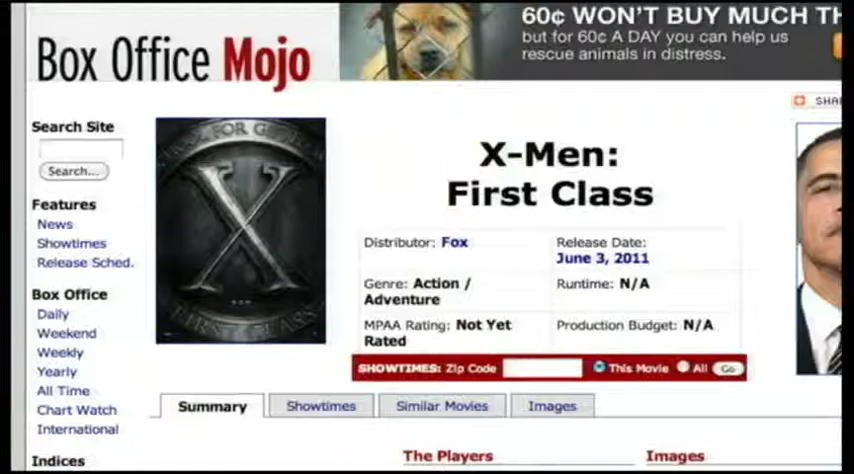 60¢ WON'T BUY MUCH
but for 60¢ A DAY you can help us
rescue animals in distress.
Box Office Mojo
SHAR
Search Site
Search...
Features
News
Showtimes
Release Sched.
Box Office
Daily
Weekend
Weekly
Yearly
All Time
Chart Watch
International
Indices
X
FIRST CLASS
X-Men:
First Class
Distributor: Fox
Release Date:
June 3, 2011
Genre: Action /
Adventure
Runtime: N/A
MPAA Rating: Not Yet
Rated
Production Budget: N/A
SHOWTIMES: Zip Code This Movie All Go
Summary Showtimes Similar Movies Images
The Players Images